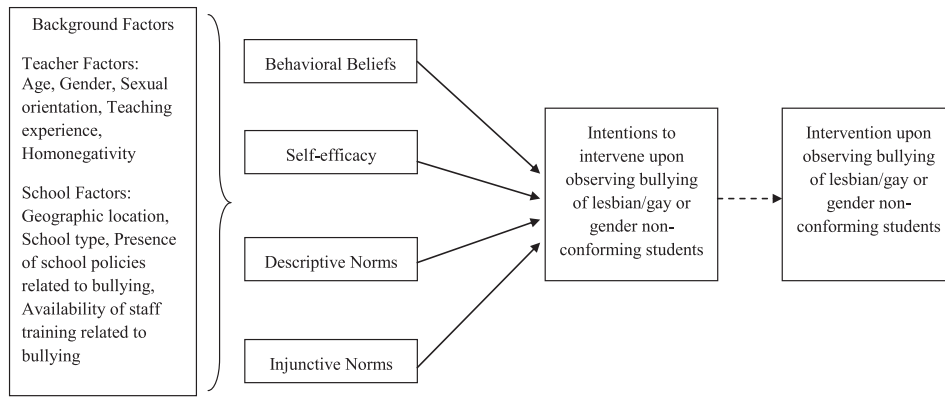 Background Factors
Teacher Factors:
Age, Gender, Sexual
orientation, Teaching
experience,
Homonegativity
School Factors:
Geographic location,
School type, Presence
of school policies
related to bullying,
Availability of staff
training related to
bullying
Behavioral Beliefs
Self-efficacy
Descriptive Norms
Injunctive Norms
Intentions to
intervene upon
observing bullying
of lesbian/gay or
gender non-
conforming students
Intervention upon
observing bullying
of lesbian/gay or
gender non-
conforming students